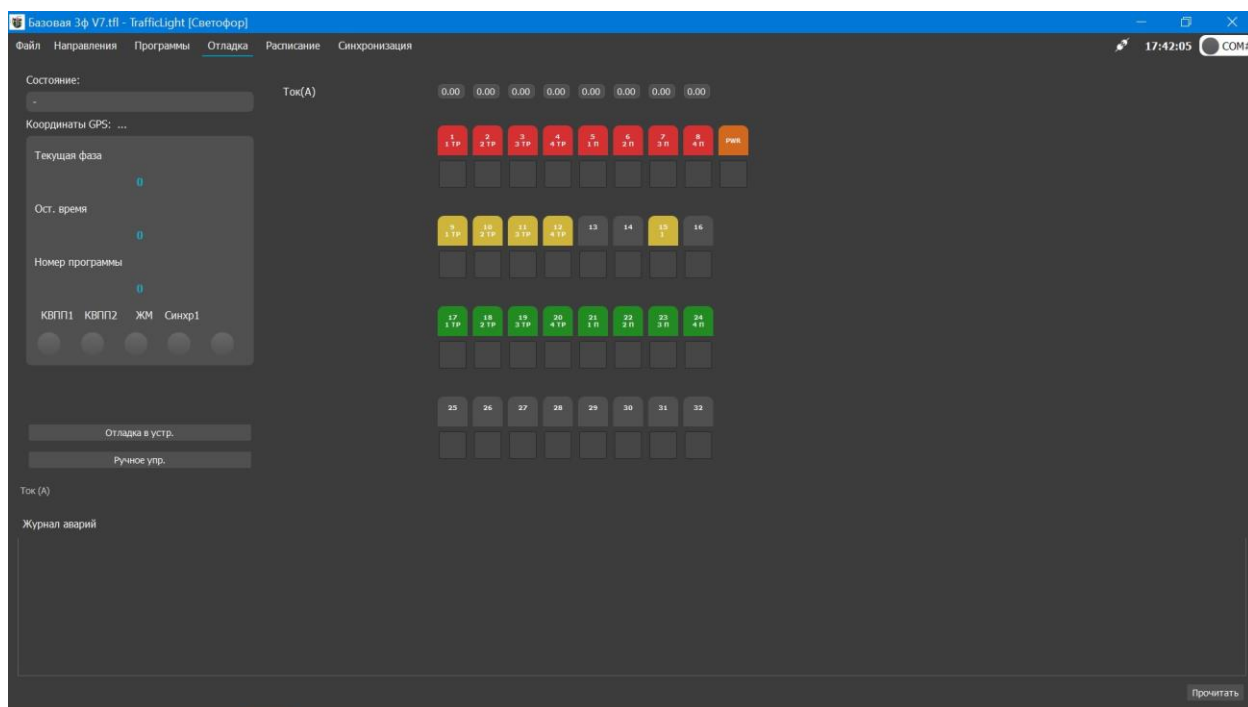 Базовая 3ф V7.tfl - TrafficLight [Светофор]
Файл Направления Программы Отладка Расписание Синхронизация
17:42:05
Состояние:
-
Ток(А)
0.00 0.00 0.00 0.00 0.00 0.00 0.00 0.00
Координаты GPS: ...
1 2 3 4 5 6 7 8 PWR
1 ТР 2 ТР 3 ТР 4 ТР 1 П 2 П 3 П 4 П
Текущая фаза
0
Ост. время
0
9 10 11 12 13 14 15 16
1 ТР 2 ТР 3 ТР 4 ТР 1
Номер программы
0
КВПП1 КВПП2 ЖМ Синхр1
17 18 19 20 21 22 23 24
1 ТР 2 ТР 3 ТР 4 ТР 1 П 2 П 3 П 4 П
25 26 27 28 29 30 31 32
Отладка в устр.
Ручное упр.
Ток (А)
Журнал аварий
Прочитать